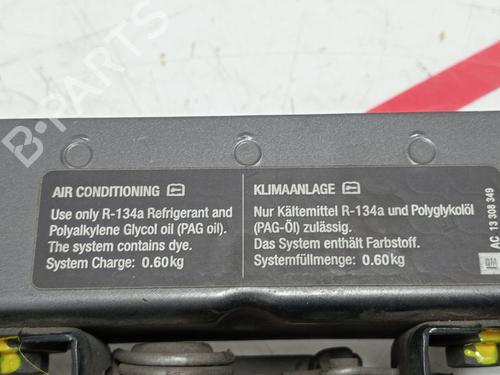 B-PARTS
AIR CONDITIONING
Use only R-134a Refrigerant and
Polyalkylene Glycol oil (PAG oil).
The system contains dye.
System Charge: 0.60kg
KLIMAANLAGE
Nur Kältemittel R-134a und Polyglykolöl
(PAG-Öl) zulässig.
Das System enthält Farbstoff.
Systemfüllmenge: 0.60kg
AC 13 308 349
GM